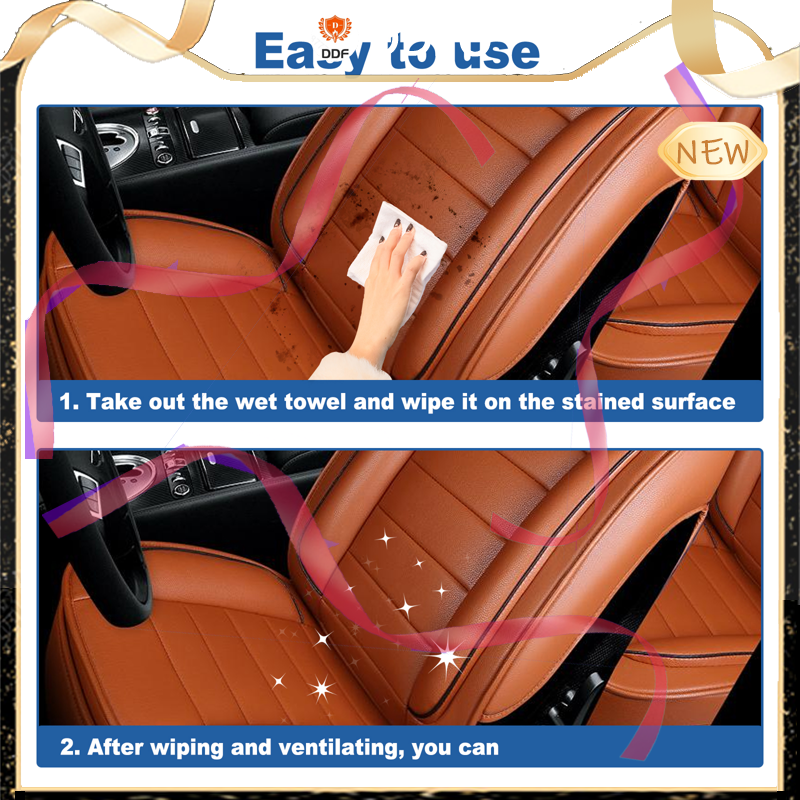 Easy to use
DDF
NEW
1. Take out the wet towel and wipe it on the stained surface
2. After wiping and ventilating, you can